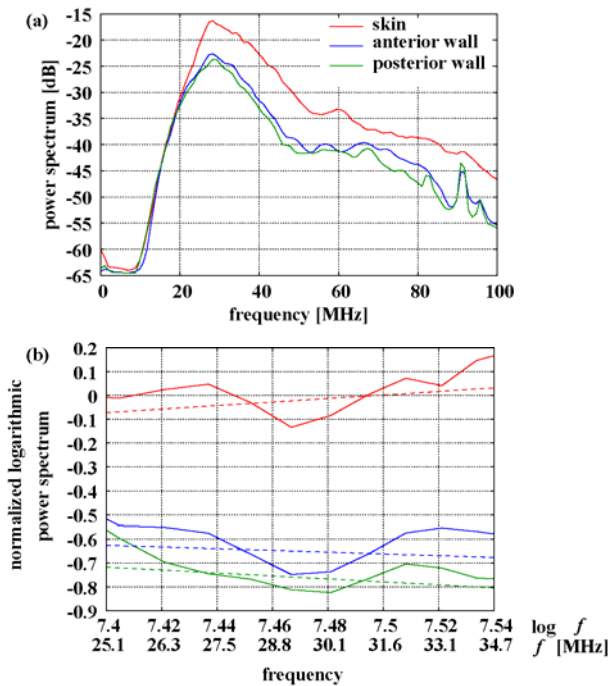 (a)
-15
-20
-25
-30
-35
-40
-45
-50
-55
-60
-65
power spectrum [dB]
skin
anterior wall
posterior wall
0 20 40 60 80 100
frequency [MHz]
(b)
0.2
0.1
0
-0.1
-0.2
-0.3
-0.4
-0.5
-0.6
-0.7
-0.8
-0.9
normalized logarithmic
power spectrum
7.4 7.42 7.44 7.46 7.48 7.5 7.52 7.54 log f
25.1 26.3 27.5 28.8 30.1 31.6 33.1 34.7 f [MHz]
frequency